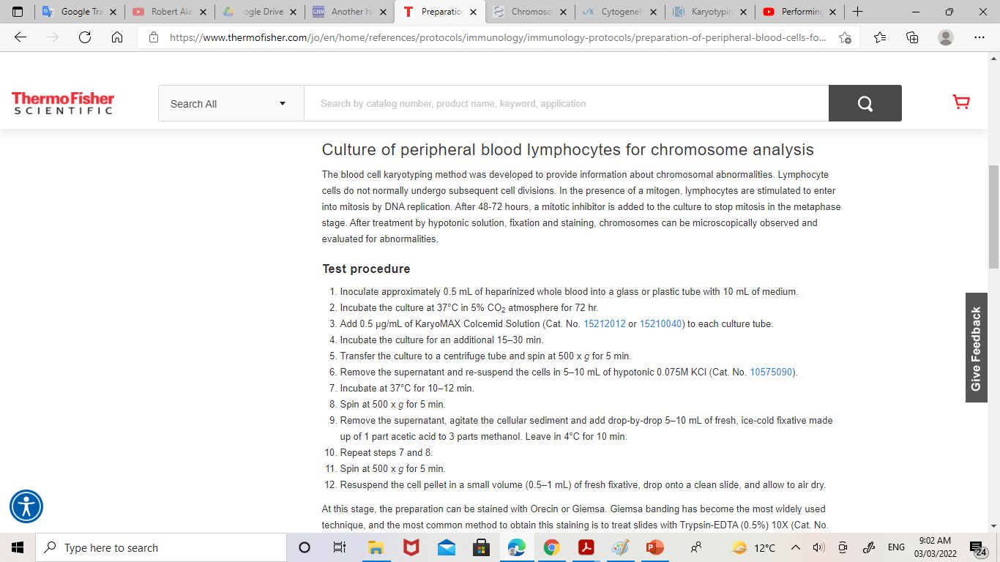 Google Tra
Robert Ala
ogle Drive
GNN
Another h
Preparatio
Chromoso
Cytogenet
Karyotypin
Performing
https://www.thermofisher.com/jo/en/home/references/protocols/immunology/immunology-protocols/preparation-of-peripheral-blood-cells-fo...
ThermoFisher
SCIENTIFIC
Search All
Search by catalog number, product name, keyword, application
Culture of peripheral blood lymphocytes for chromosome analysis
The blood cell karyotyping method was developed to provide information about chromosomal abnormalities. Lymphocyte
cells do not normally undergo subsequent cell divisions. In the presence of a mitogen, lymphocytes are stimulated to enter
into mitosis by DNA replication. After 48-72 hours, a mitotic inhibitor is added to the culture to stop mitosis in the metaphase
stage. After treatment by hypotonic solution, fixation and staining, chromosomes can be microscopically observed and
evaluated for abnormalities.
Test procedure
1. Inoculate approximately 0.5 mL of heparinized whole blood into a glass or plastic tube with 10 mL of medium.
2. Incubate the culture at 37°C in 5% CO₂ atmosphere for 72 hr.
3. Add 0.5 µg/mL of KaryoMAX Colcemid Solution (Cat. No. 15212012 or 15210040) to each culture tube.
4. Incubate the culture for an additional 15–30 min.
5. Transfer the culture to a centrifuge tube and spin at 500 x g for 5 min.
6. Remove the supernatant and re-suspend the cells in 5–10 mL of hypotonic 0.075M KCl (Cat. No. 10575090).
7. Incubate at 37°C for 10–12 min.
8. Spin at 500 x g for 5 min.
9. Remove the supernatant, agitate the cellular sediment and add drop-by-drop 5–10 mL of fresh, ice-cold fixative made
up of 1 part acetic acid to 3 parts methanol. Leave in 4°C for 10 min.
10. Repeat steps 7 and 8.
11. Spin at 500 x g for 5 min.
12. Resuspend the cell pellet in a small volume (0.5–1 mL) of fresh fixative, drop onto a clean slide, and allow to air dry.
At this stage, the preparation can be stained with Orecin or Giemsa. Giemsa banding has become the most widely used
technique, and the most common method to obtain this staining is to treat slides with Trypsin-EDTA (0.5%) 10X (Cat. No.
Give Feedback
Type here to search
12°C
ENG
9:02 AM
03/03/2022
24